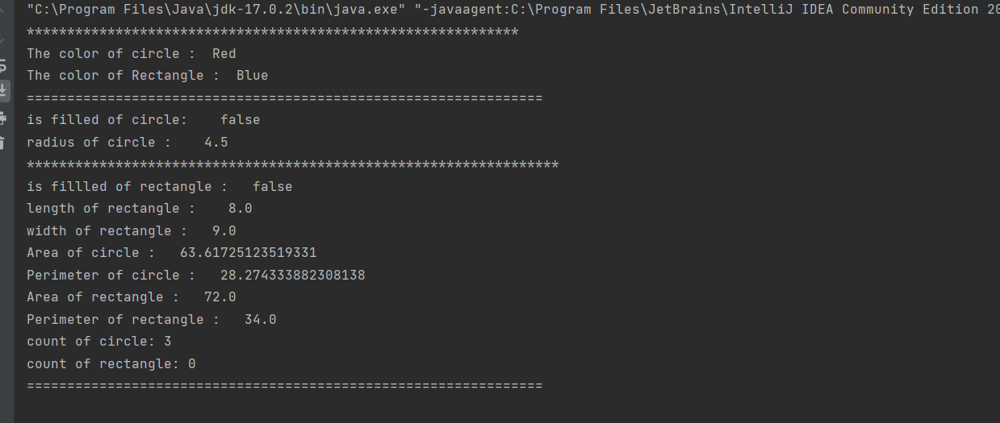 "C:\Program Files\Java\jdk-17.0.2\bin\java.exe" "-javaagent:C:\Program Files\JetBrains\IntelliJ IDEA Community Edition 20
*************************************************************
The color of circle :  Red
The color of Rectangle :  Blue
================================================================
is filled of circle:    false
radius of circle :    4.5
******************************************************************
is fillled of rectangle :   false
length of rectangle :    8.0
width of rectangle :   9.0
Area of circle :   63.61725123519331
Perimeter of circle :   28.274333882308138
Area of rectangle :   72.0
Perimeter of rectangle :   34.0
count of circle: 3
count of rectangle: 0
================================================================